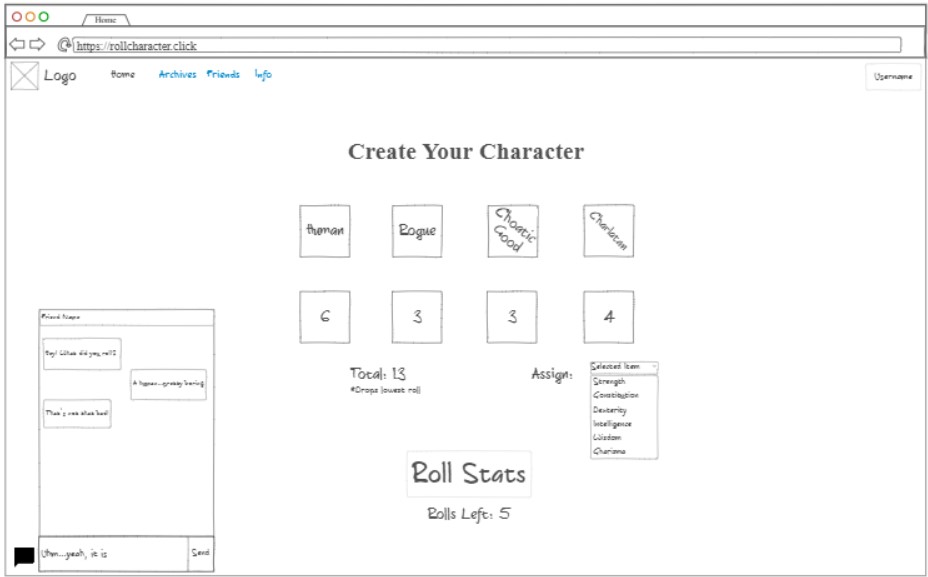 Home
https://rollcharacter.click
Logo Home Archives Friends Info Username
Create Your Character
Human Rogue Choatic Good Charlatan
6 3 3 4
Total: 13
*Drops lowest roll
Assign:
Selected Item
Strength
Constitution
Dexterity
Intelligence
Wisdom
Charisma
Roll Stats
Rolls Left: 5
Friend Name
Hey! What did you roll?
A human...pretty boring
That's not that bad
Uhm...yeah, it is
Send